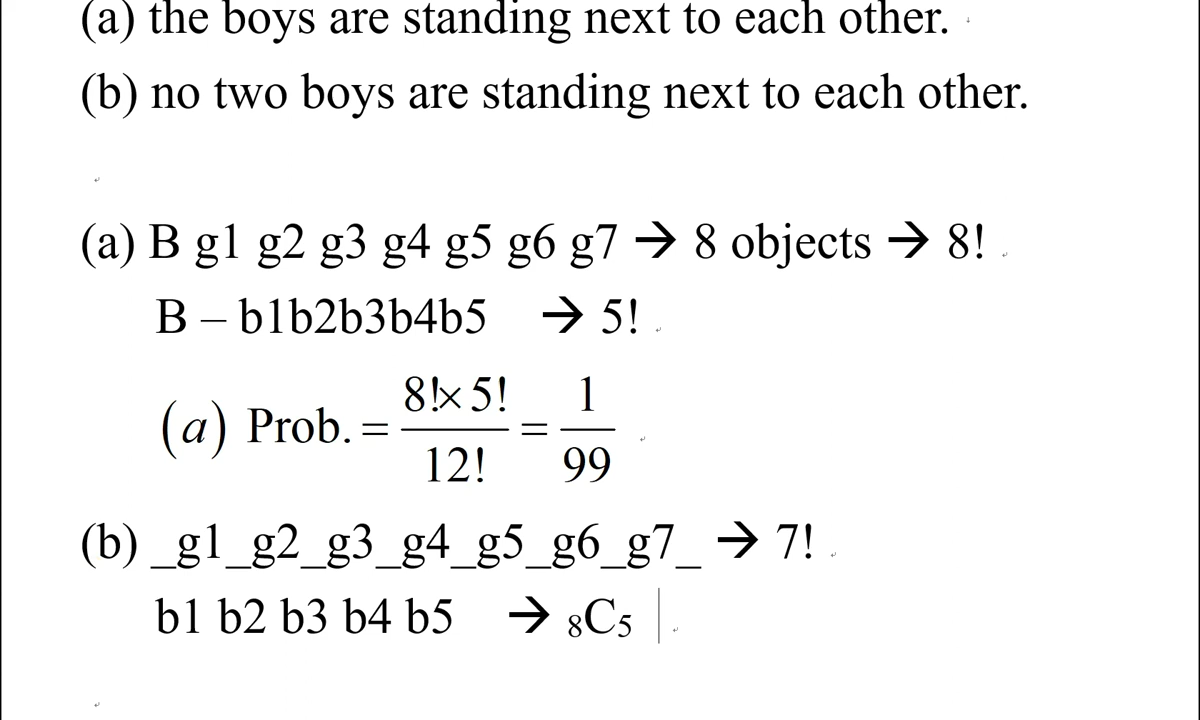 (a) the boys are standing next to each other.
(b) no two boys are standing next to each other.
(a) B g1 g2 g3 g4 g5 g6 g7 → 8 objects → 8!
B – b1b2b3b4b5 → 5!
(a) Prob. = 8!×5!/12! = 1/99
(b) _g1_g2_g3_g4_g5_g6_g7_ → 7!
b1 b2 b3 b4 b5 → ₈C₅